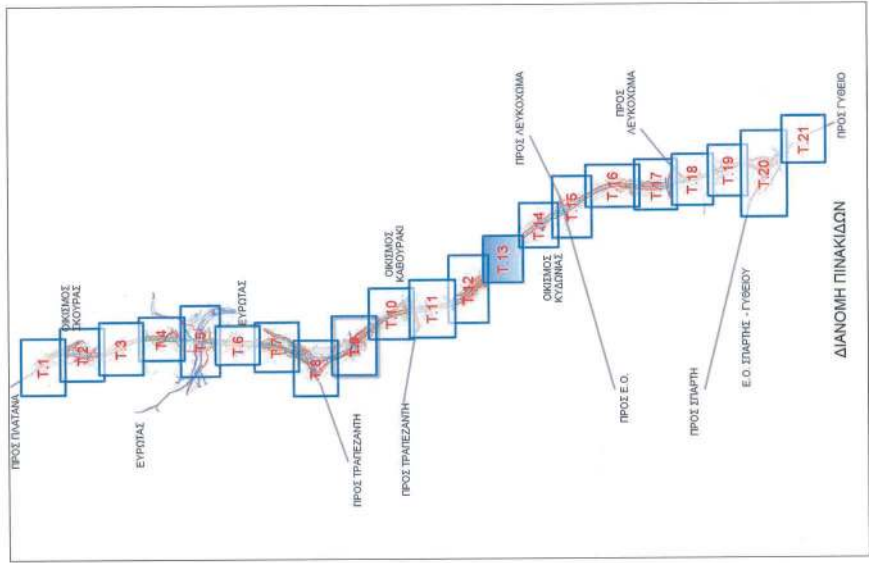 ΠΡΟΣ ΠΛΑΤΑΝΑ
Τ.1
ΟΙΚΙΣΜΟΣ
ΣΚΟΥΡΑΣ
Τ.2
Τ.3
Τ.4
ΕΥΡΩΤΑΣ
Τ.5
ΕΥΡΩΤΑΣ
Τ.6
Τ.7
Τ.8
ΠΡΟΣ ΤΡΑΠΕΖΑΝΤΗ
Τ.9
ΟΙΚΙΣΜΟΣ
ΚΑΒΟΥΡΑΚΙ
Τ.10
ΠΡΟΣ ΤΡΑΠΕΖΑΝΤΗ
Τ.11
Τ.12
Τ.13
ΠΡΟΣ ΛΕΥΚΟΧΩΜΑ
Τ.14
ΟΙΚΙΣΜΟΣ
ΚΥΔΩΝΙΑΣ
Τ.15
Τ.16
ΠΡΟΣ Ε.Ο.
ΠΡΟΣ
ΛΕΥΚΟΧΩΜΑ
Τ.17
Τ.18
Τ.19
ΠΡΟΣ ΣΠΑΡΤΗ
Τ.20
Ε.Ο. ΣΠΑΡΤΗΣ - ΓΥΘΕΙΟΥ
Τ.21
ΠΡΟΣ ΓΥΘΕΙΟ
ΔΙΑΝΟΜΗ ΠΙΝΑΚΙΔΩΝ